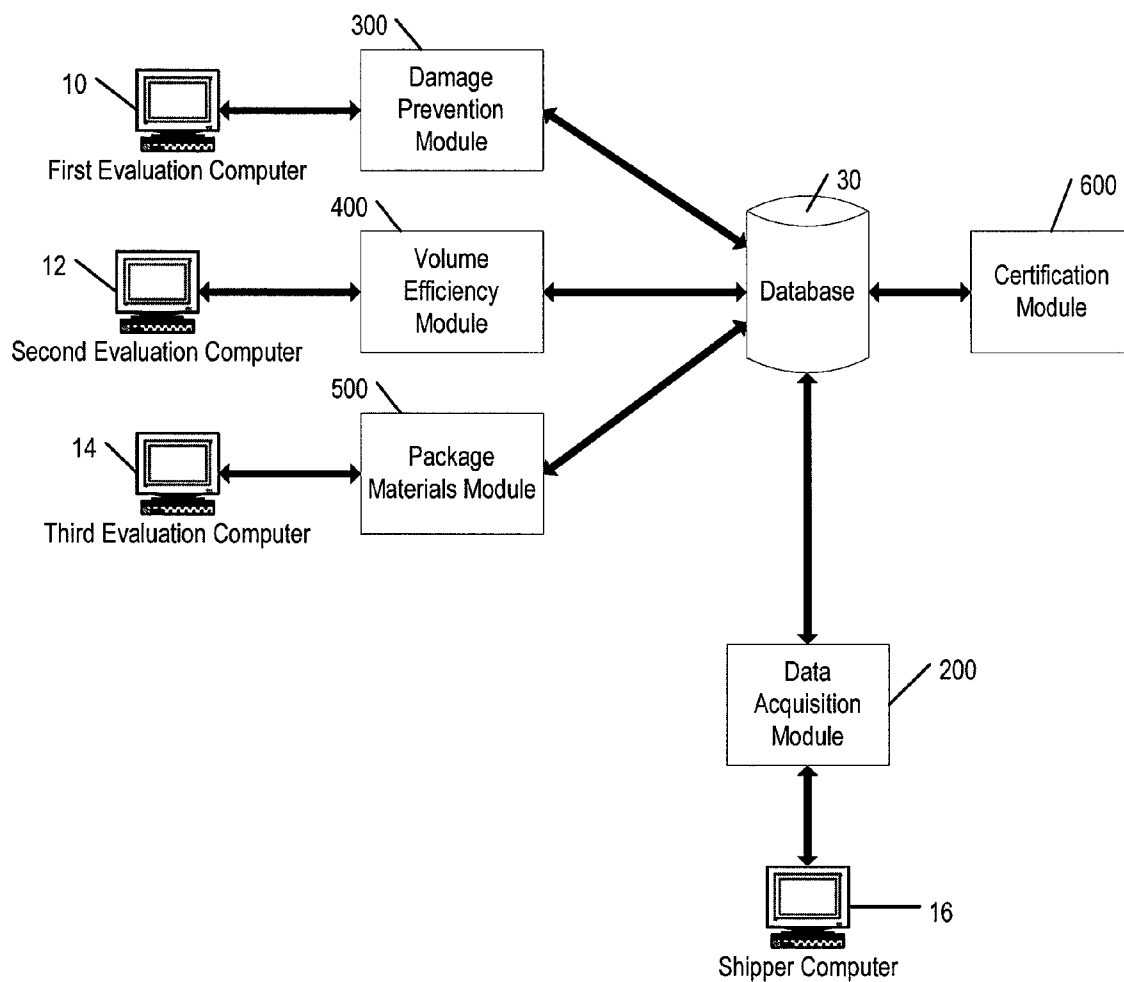 300
10
Damage
Prevention
Module
First Evaluation Computer
400
12
Volume
Efficiency
Module
Second Evaluation Computer
500
14
Package
Materials Module
Third Evaluation Computer
30
Database
600
Certification
Module
Data
Acquisition
Module
200
16
Shipper Computer